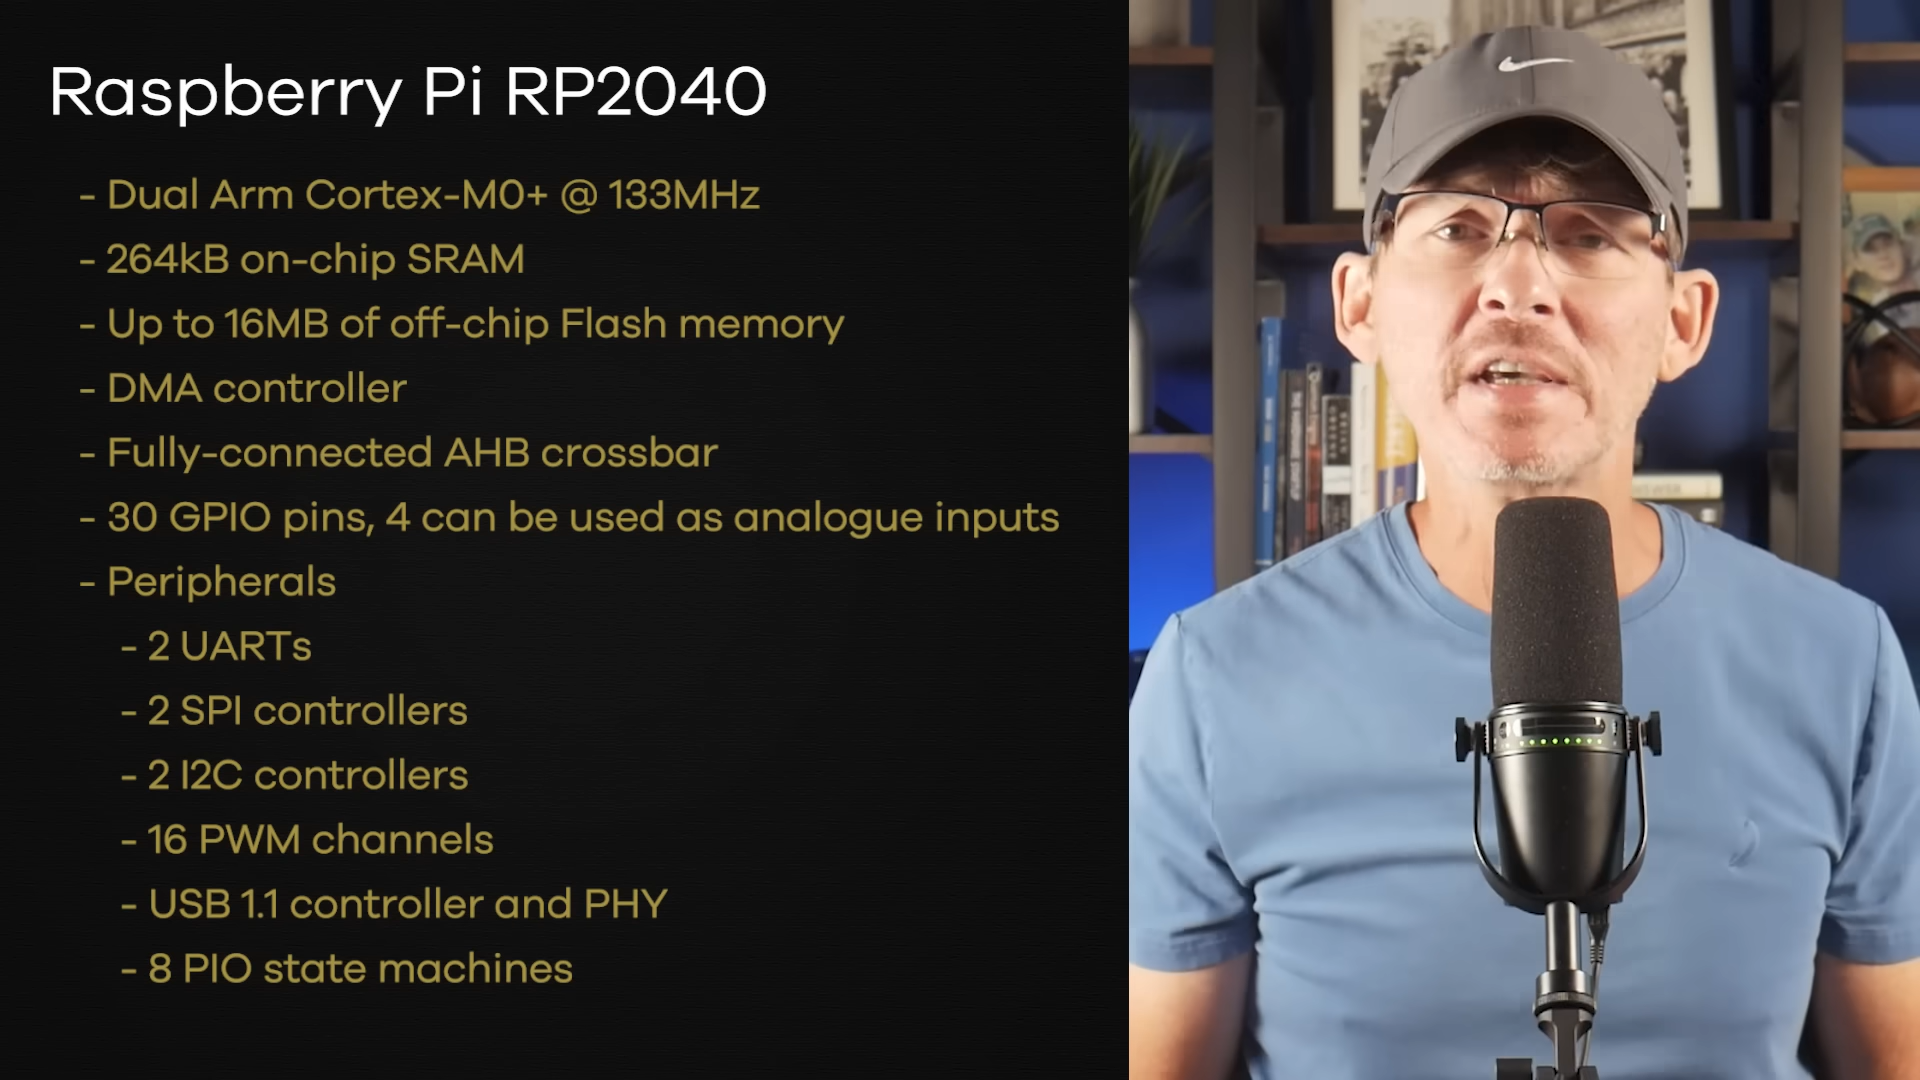 Raspberry Pi RP2040
- Dual Arm Cortex-M0+ @ 133MHz
- 264kB on-chip SRAM
- Up to 16MB of off-chip Flash memory
- DMA controller
- Fully-connected AHB crossbar
- 30 GPIO pins, 4 can be used as analogue inputs
- Peripherals
- 2 UARTs
- 2 SPI controllers
- 2 I2C controllers
- 16 PWM channels
- USB 1.1 controller and PHY
- 8 PIO state machines